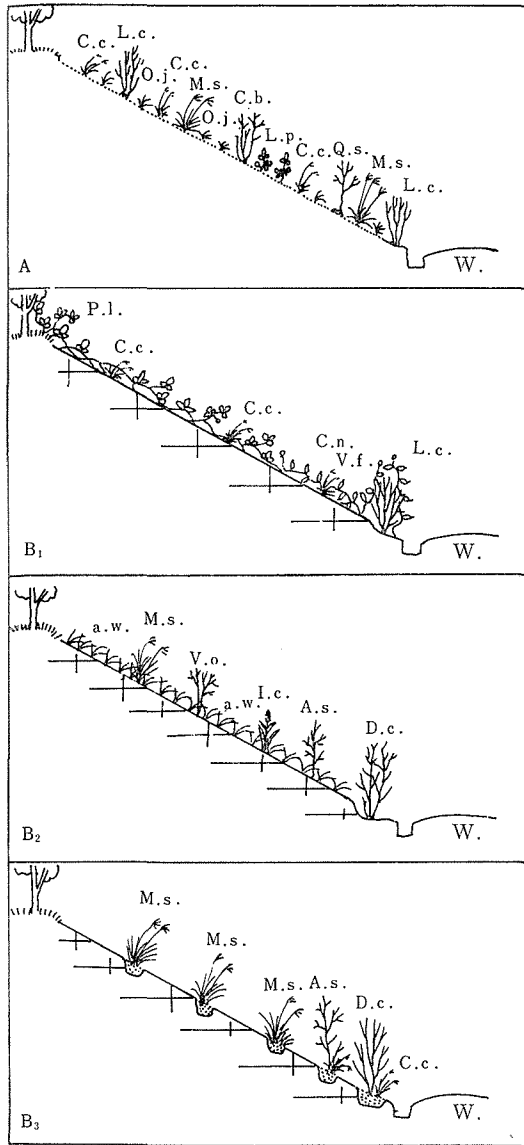 C.c.
L.c.
O.j.
C.c.
M.s.
O.j.
C.b.
L.p.
C.c.
Q.s.
M.s.
L.c.
A
W.
P.l.
C.c.
C.c.
C.n.
V.f.
L.c.
B1
W.
a.w.
M.s.
V.o.
a.w.
I.c.
A.s.
D.c.
B2
W.
M.s.
M.s.
M.s.
A.s.
D.c.
C.c.
B3
W.